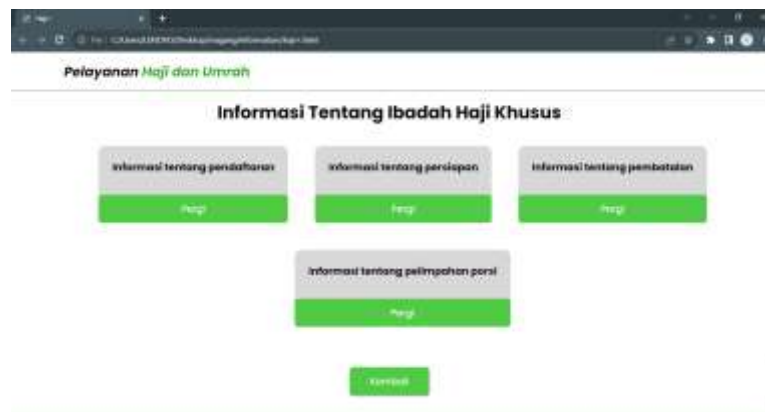 Pelayanan Haji dan Umrah
Informasi Tentang Ibadah Haji Khusus
Informasi tentang pendaftaran
Informasi tentang persiapan
Informasi tentang pembatalan
Pergi
Pergi
Pergi
Informasi tentang pelimpahan porsi
Pergi
Kembali